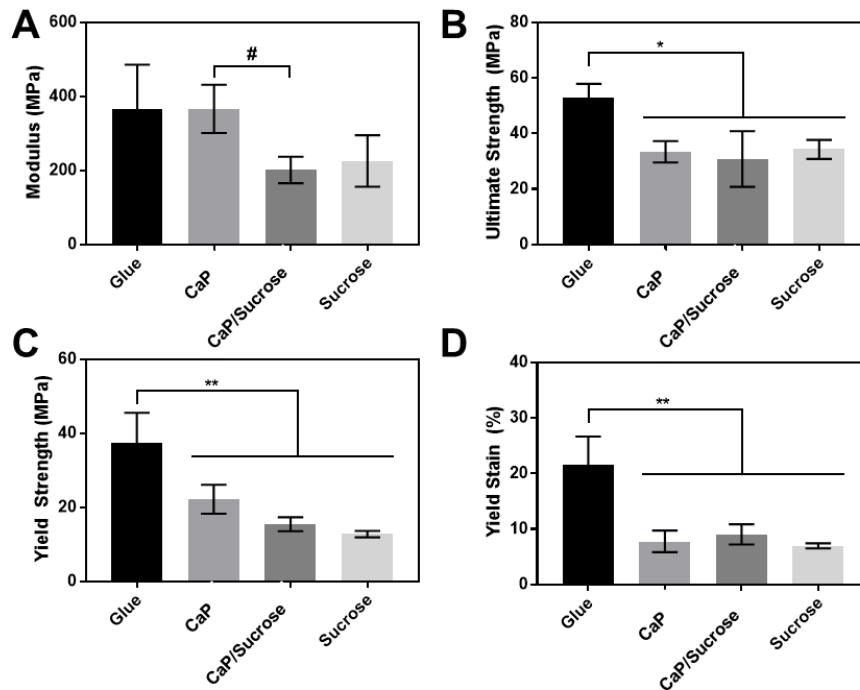 A
Modulus (MPa)
600
400
200
0
#
Glue
CaP
CaP/Sucrose
Sucrose
B
Ultimate Strength (MPa)
80
60
40
20
0
*
Glue
CaP
CaP/Sucrose
Sucrose
C
Yield Strength (MPa)
60
40
20
0
**
Glue
CaP
CaP/Sucrose
Sucrose
D
Yield Stain (%)
40
30
20
10
0
**
Glue
CaP
CaP/Sucrose
Sucrose